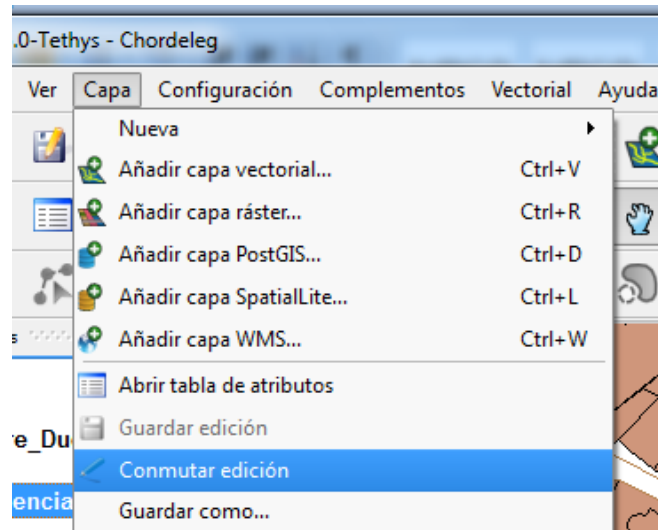 .0-Tethys - Chordeleg
Ver Capa Configuración Complementos Vectorial Ayuda
Nueva
Añadir capa vectorial... Ctrl+V
Añadir capa ráster... Ctrl+R
Añadir capa PostGIS... Ctrl+D
Añadir capa SpatialLite... Ctrl+L
Añadir capa WMS... Ctrl+W
s
Abrir tabla de atributos
Guardar edición
re_Du
Conmutar edición
encia
Guardar como...